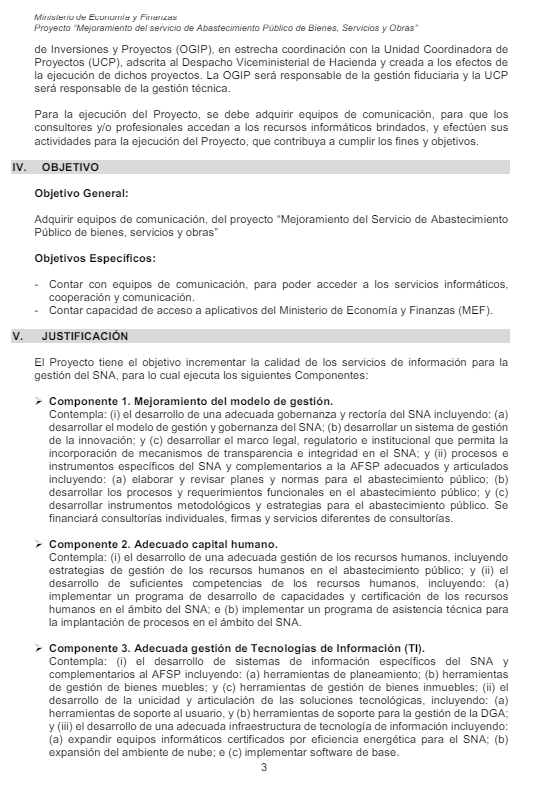 Ministerio de Economía y Finanzas
Proyecto “Mejoramiento del servicio de Abastecimiento Público de Bienes, Servicios y Obras”
de Inversiones y Proyectos (OGIP), en estrecha coordinación con la Unidad Coordinadora de
Proyectos (UCP), adscrita al Despacho Viceministerial de Hacienda y creada a los efectos de
la ejecución de dichos proyectos. La OGIP será responsable de la gestión fiduciaria y la UCP
será responsable de la gestión técnica.
Para la ejecución del Proyecto, se debe adquirir equipos de comunicación, para que los
consultores y/o profesionales accedan a los recursos informáticos brindados, y efectúen sus
actividades para la ejecución del Proyecto, que contribuya a cumplir los fines y objetivos.
IV. OBJETIVO
Objetivo General:
Adquirir equipos de comunicación, del proyecto “Mejoramiento del Servicio de Abastecimiento
Público de bienes, servicios y obras”
Objetivos Específicos:
- Contar con equipos de comunicación, para poder acceder a los servicios informáticos,
cooperación y comunicación.
- Contar capacidad de acceso a aplicativos del Ministerio de Economía y Finanzas (MEF).
V. JUSTIFICACIÓN
El Proyecto tiene el objetivo incrementar la calidad de los servicios de información para la
gestión del SNA, para lo cual ejecuta los siguientes Componentes:
➢ Componente 1. Mejoramiento del modelo de gestión.
Contempla: (i) el desarrollo de una adecuada gobernanza y rectoría del SNA incluyendo: (a)
desarrollar el modelo de gestión y gobernanza del SNA; (b) desarrollar un sistema de gestión
de la innovación; y (c) desarrollar el marco legal, regulatorio e institucional que permita la
incorporación de mecanismos de transparencia e integridad en el SNA; y (ii) procesos e
instrumentos específicos del SNA y complementarios a la AFSP adecuados y articulados
incluyendo: (a) elaborar y revisar planes y normas para el abastecimiento público; (b)
desarrollar los procesos y requerimientos funcionales en el abastecimiento público; y (c)
desarrollar instrumentos metodológicos y estrategias para el abastecimiento público. Se
financiará consultorías individuales, firmas y servicios diferentes de consultorías.
➢ Componente 2. Adecuado capital humano.
Contempla: (i) el desarrollo de una adecuada gestión de los recursos humanos, incluyendo
estrategias de gestión de los recursos humanos en el abastecimiento público; y (ii) el
desarrollo de suficientes competencias de los recursos humanos, incluyendo: (a)
implementar un programa de desarrollo de capacidades y certificación de los recursos
humanos en el ámbito del SNA; e (b) implementar un programa de asistencia técnica para
la implantación de procesos en el ámbito del SNA.
➢ Componente 3. Adecuada gestión de Tecnologías de Información (TI).
Contempla: (i) el desarrollo de sistemas de información específicos del SNA y
complementarios al AFSP incluyendo: (a) herramientas de planeamiento; (b) herramientas
de gestión de bienes muebles; y (c) herramientas de gestión de bienes inmuebles; (ii) el
desarrollo de la unicidad y articulación de las soluciones tecnológicas, incluyendo: (a)
herramientas de soporte al usuario, y (b) herramientas de soporte para la gestión de la DGA;
y (iii) el desarrollo de una adecuada infraestructura de tecnología de información incluyendo:
(a) expandir equipos informáticos certificados por eficiencia energética para el SNA; (b)
expansión del ambiente de nube; e (c) implementar software de base.
3